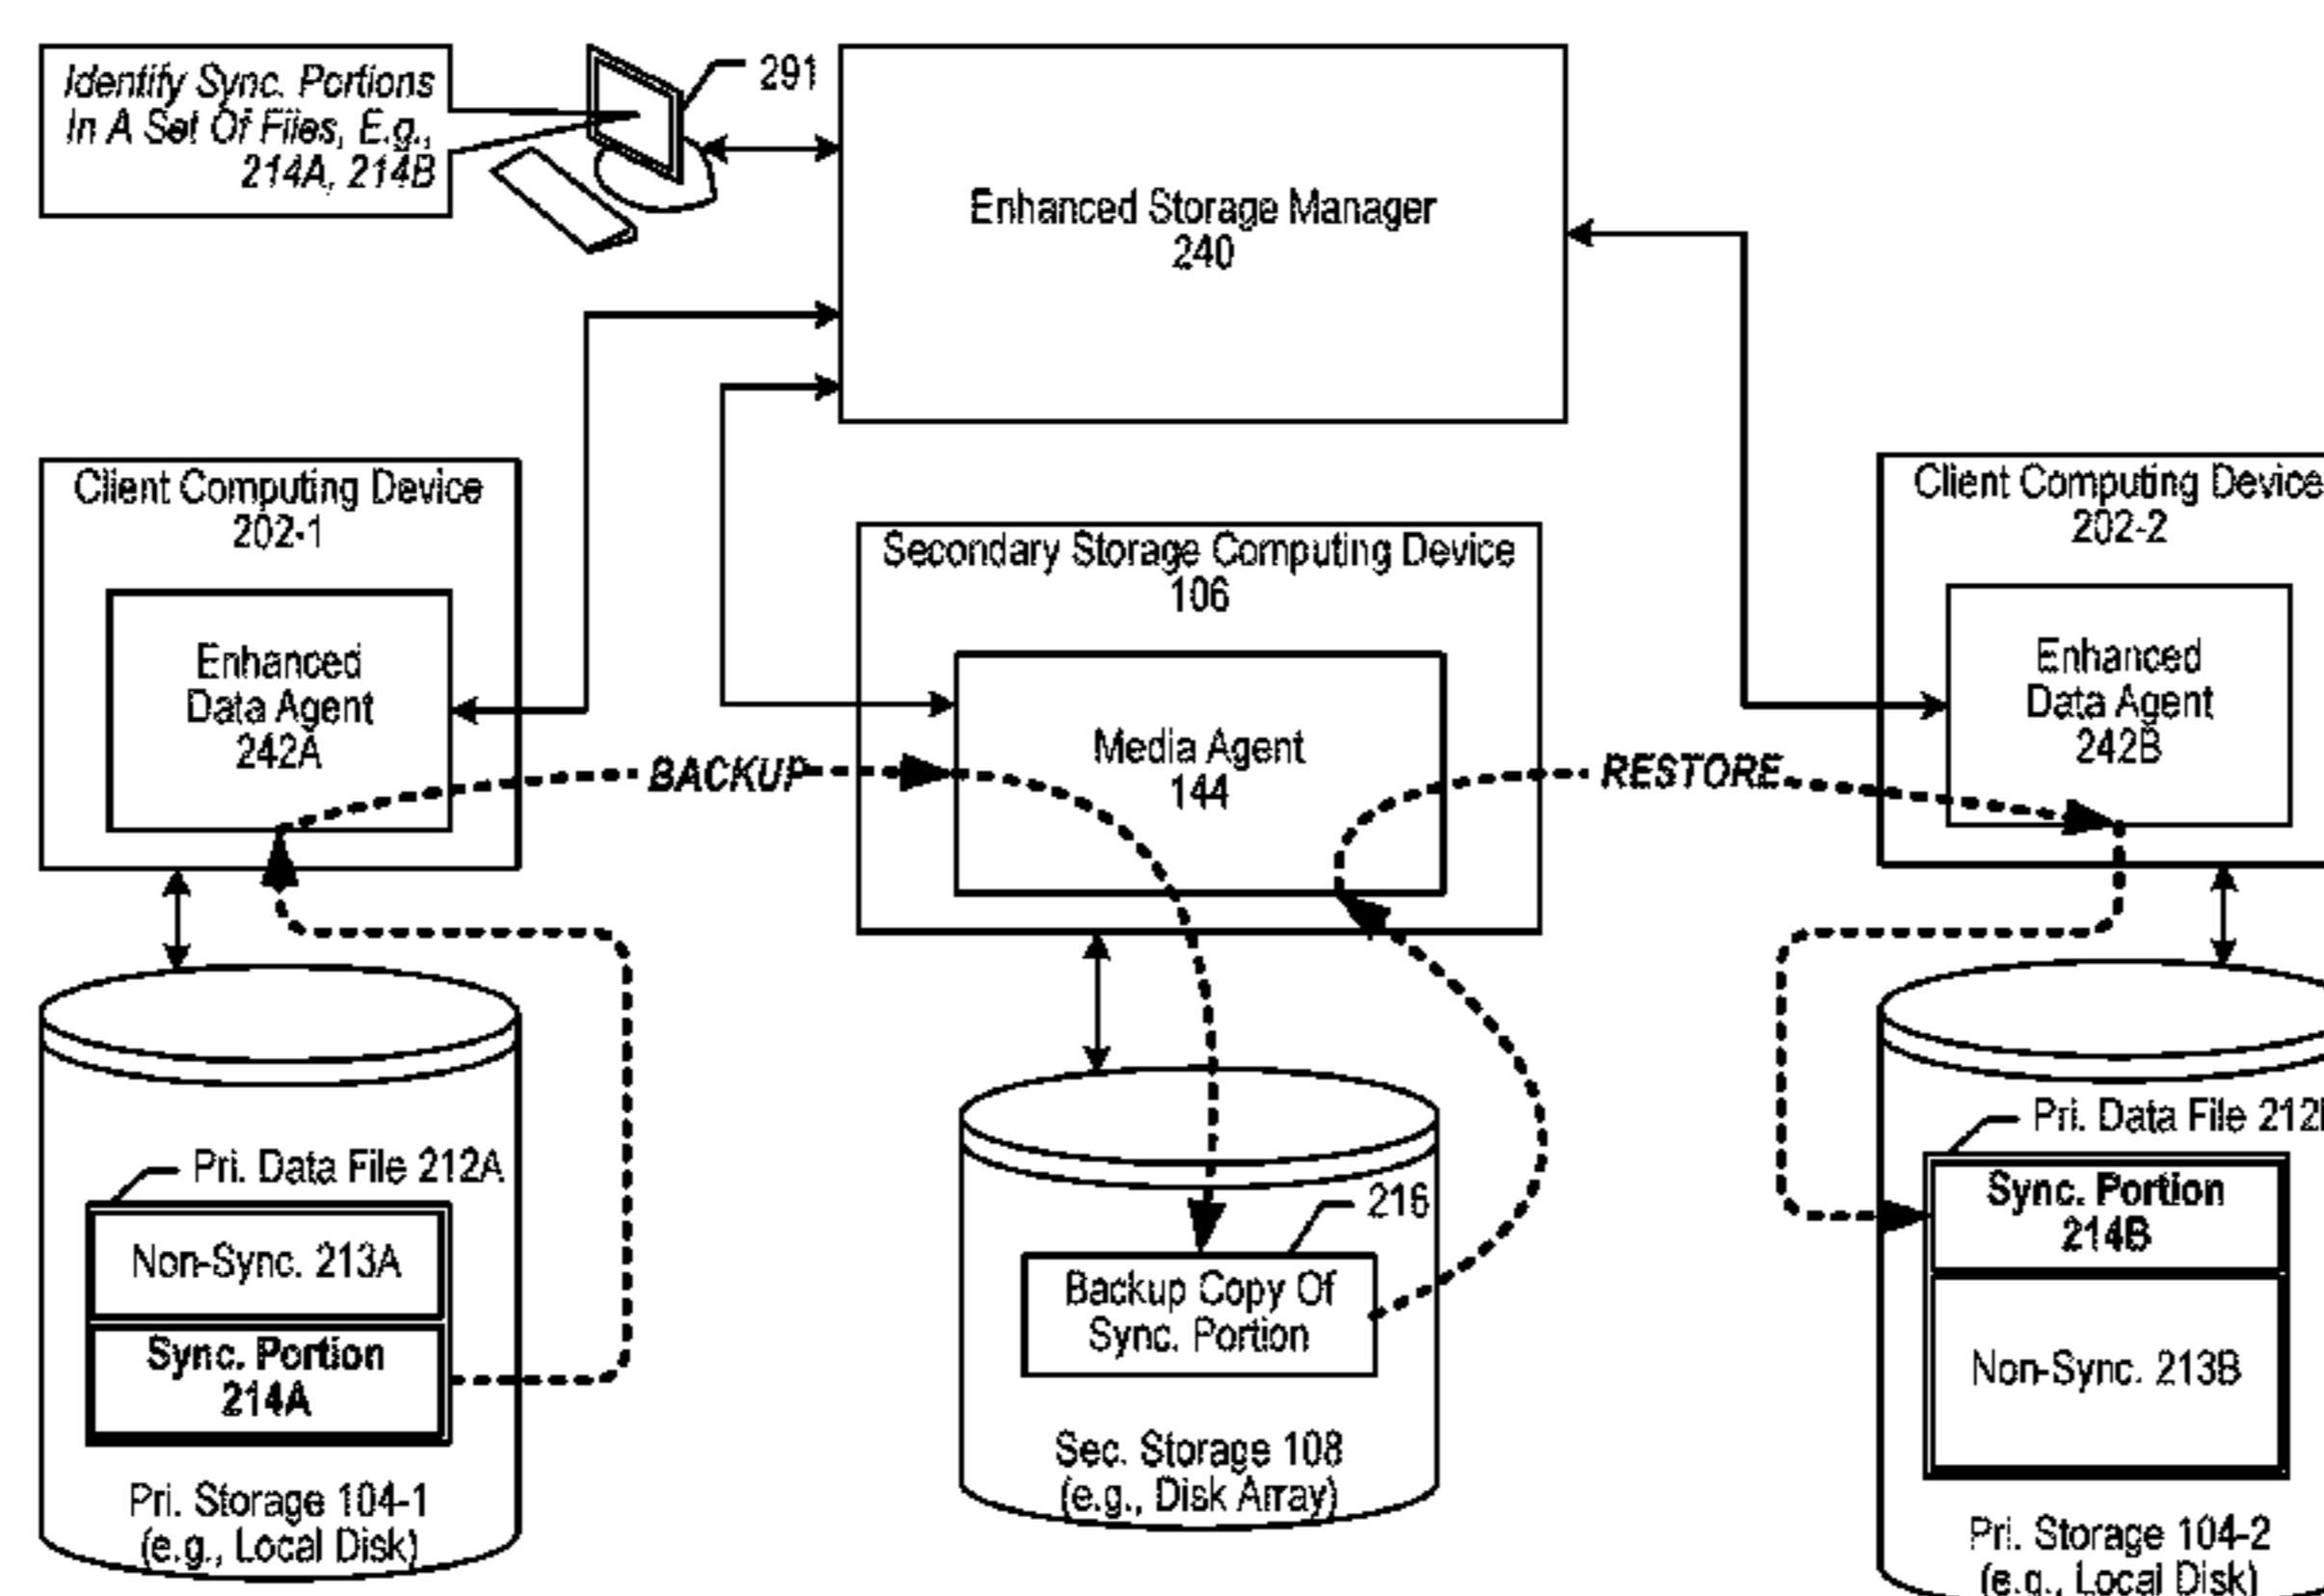 Identify Sync. Portions
In A Set Of Files, E.g.,
214A, 214B
291
Enhanced Storage Manager
240
Client Computing Device
202-1
Enhanced
Data Agent
242A
Secondary Storage Computing Device
106
Media Agent
144
Client Computing Device
202-2
Enhanced
Data Agent
242B
BACKUP
RESTORE
Pri. Data File 212A
Non-Sync. 213A
Sync. Portion
214A
Pri. Storage 104-1
(e.g., Local Disk)
216
Backup Copy Of
Sync. Portion
Sec. Storage 108
(e.g., Disk Array)
Pri. Data File
Sync. Portion
214B
Non-Sync. 213B
Pri. Storage 104-2
(e.g., Local Disk)